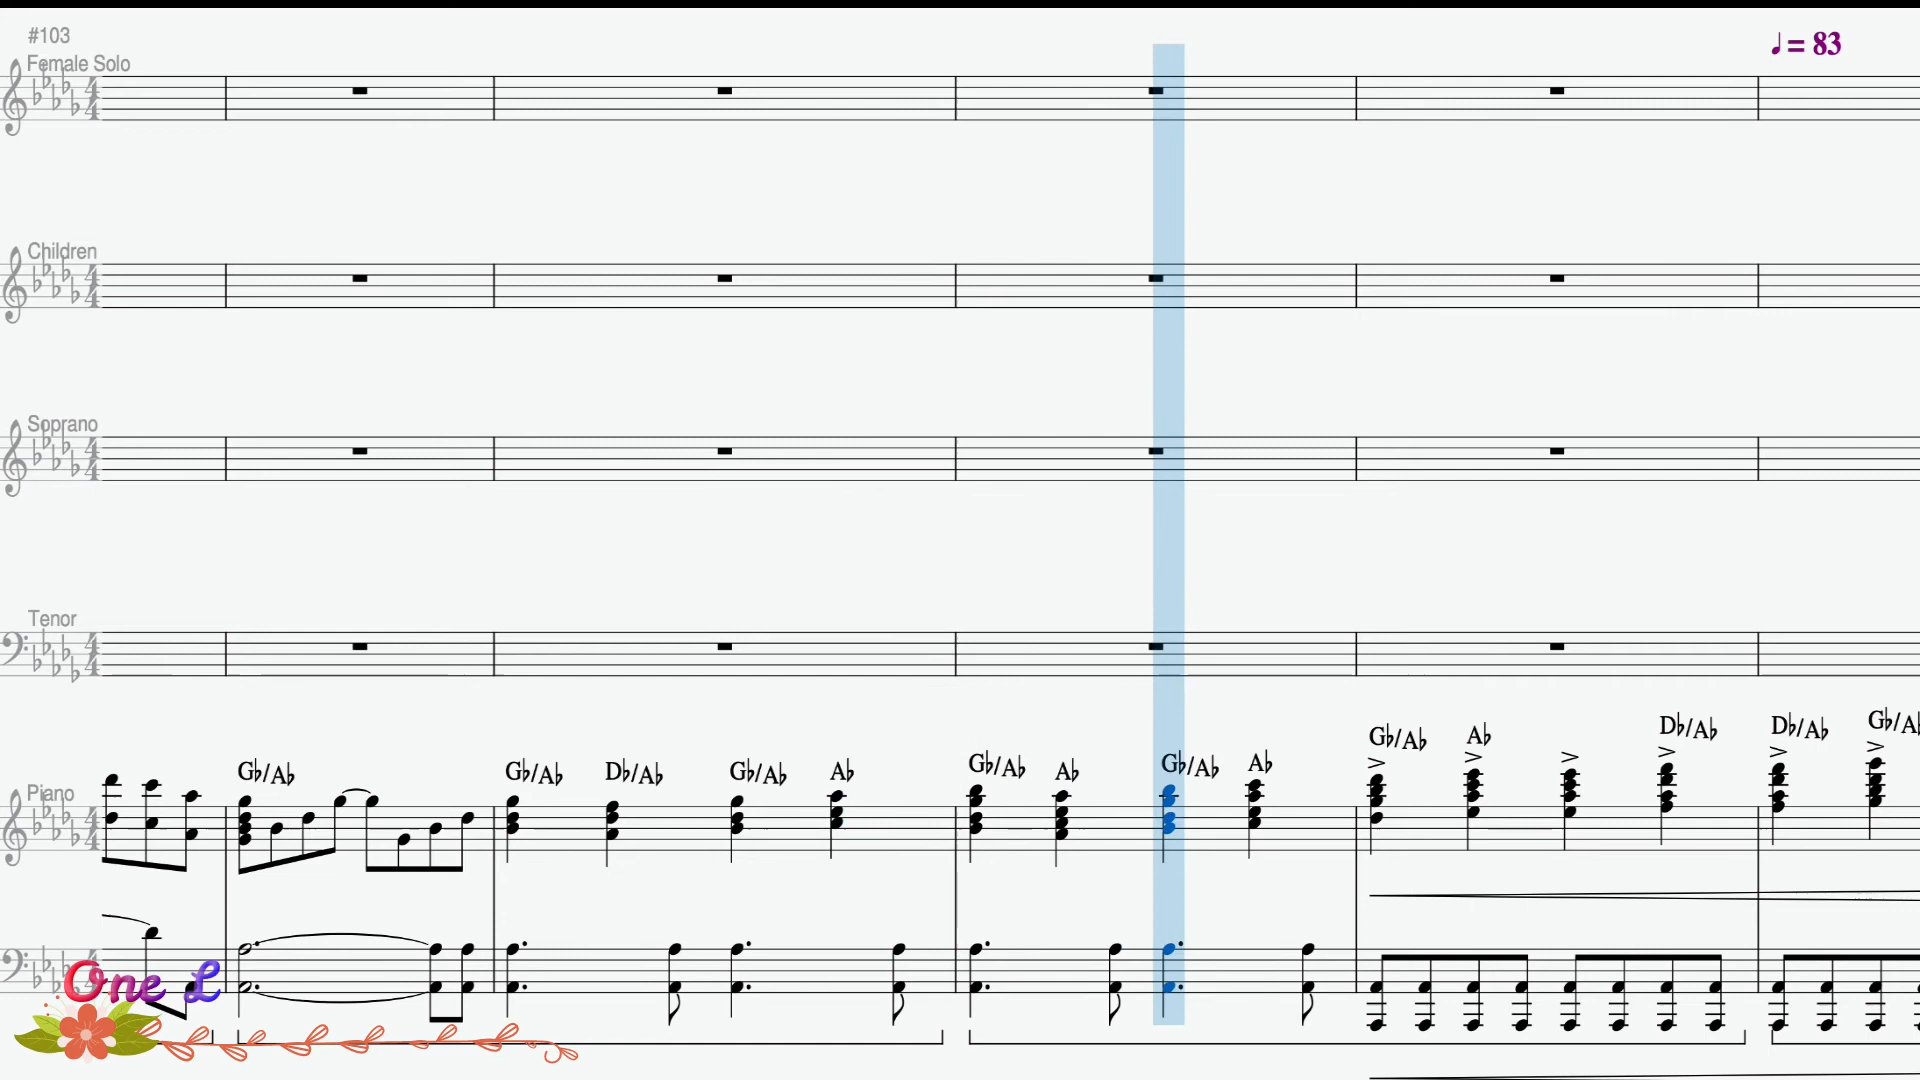 #103
♩= 83
Female Solo
Children
Soprano
Tenor
G♭/A♭ A♭ D♭/A♭ D♭/A♭ G♭/A♭
G♭/A♭ G♭/A♭ D♭/A♭ G♭/A♭ A♭ G♭/A♭ A♭ G♭/A♭ A♭
Piano
One L